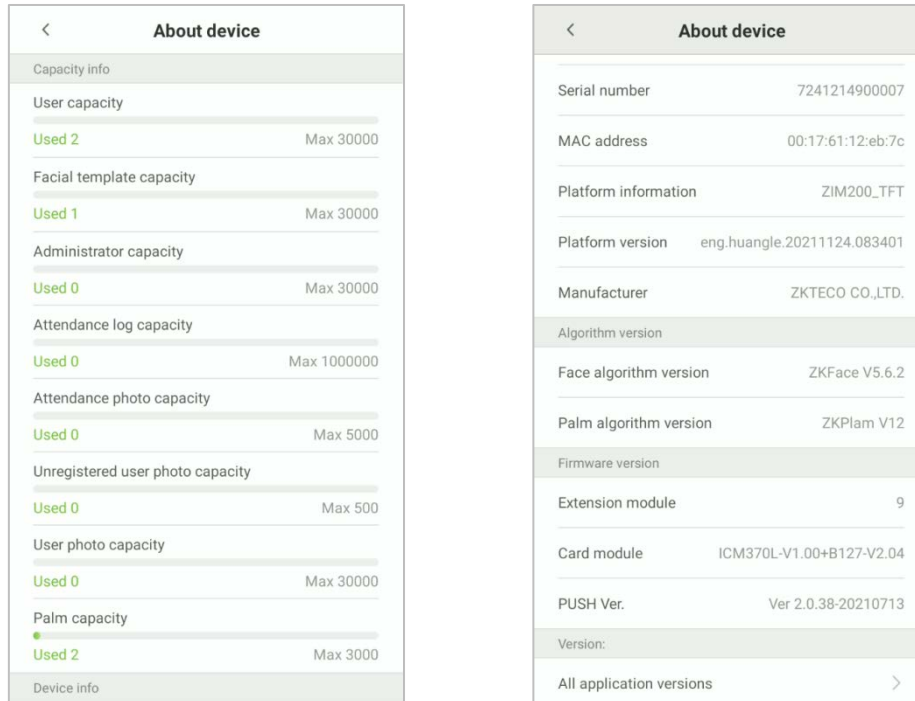 About device
Capacity info
User capacity
Used 2 Max 30000
Facial template capacity
Used 1 Max 30000
Administrator capacity
Used 0 Max 30000
Attendance log capacity
Used 0 Max 1000000
Attendance photo capacity
Used 0 Max 5000
Unregistered user photo capacity
Used 0 Max 500
User photo capacity
Used 0 Max 30000
Palm capacity
Used 2 Max 3000
Device info
About device
Serial number 7241214900007
MAC address 00:17:61:12:eb:7c
Platform information ZIM200_TFT
Platform version eng.huangle.20211124.083401
Manufacturer ZKTECO CO.,LTD.
Algorithm version
Face algorithm version ZKFace V5.6.2
Palm algorithm version ZKPlam V12
Firmware version
Extension module 9
Card module ICM370L-V1.00+B127-V2.04
PUSH Ver. Ver 2.0.38-20210713
Version:
All application versions